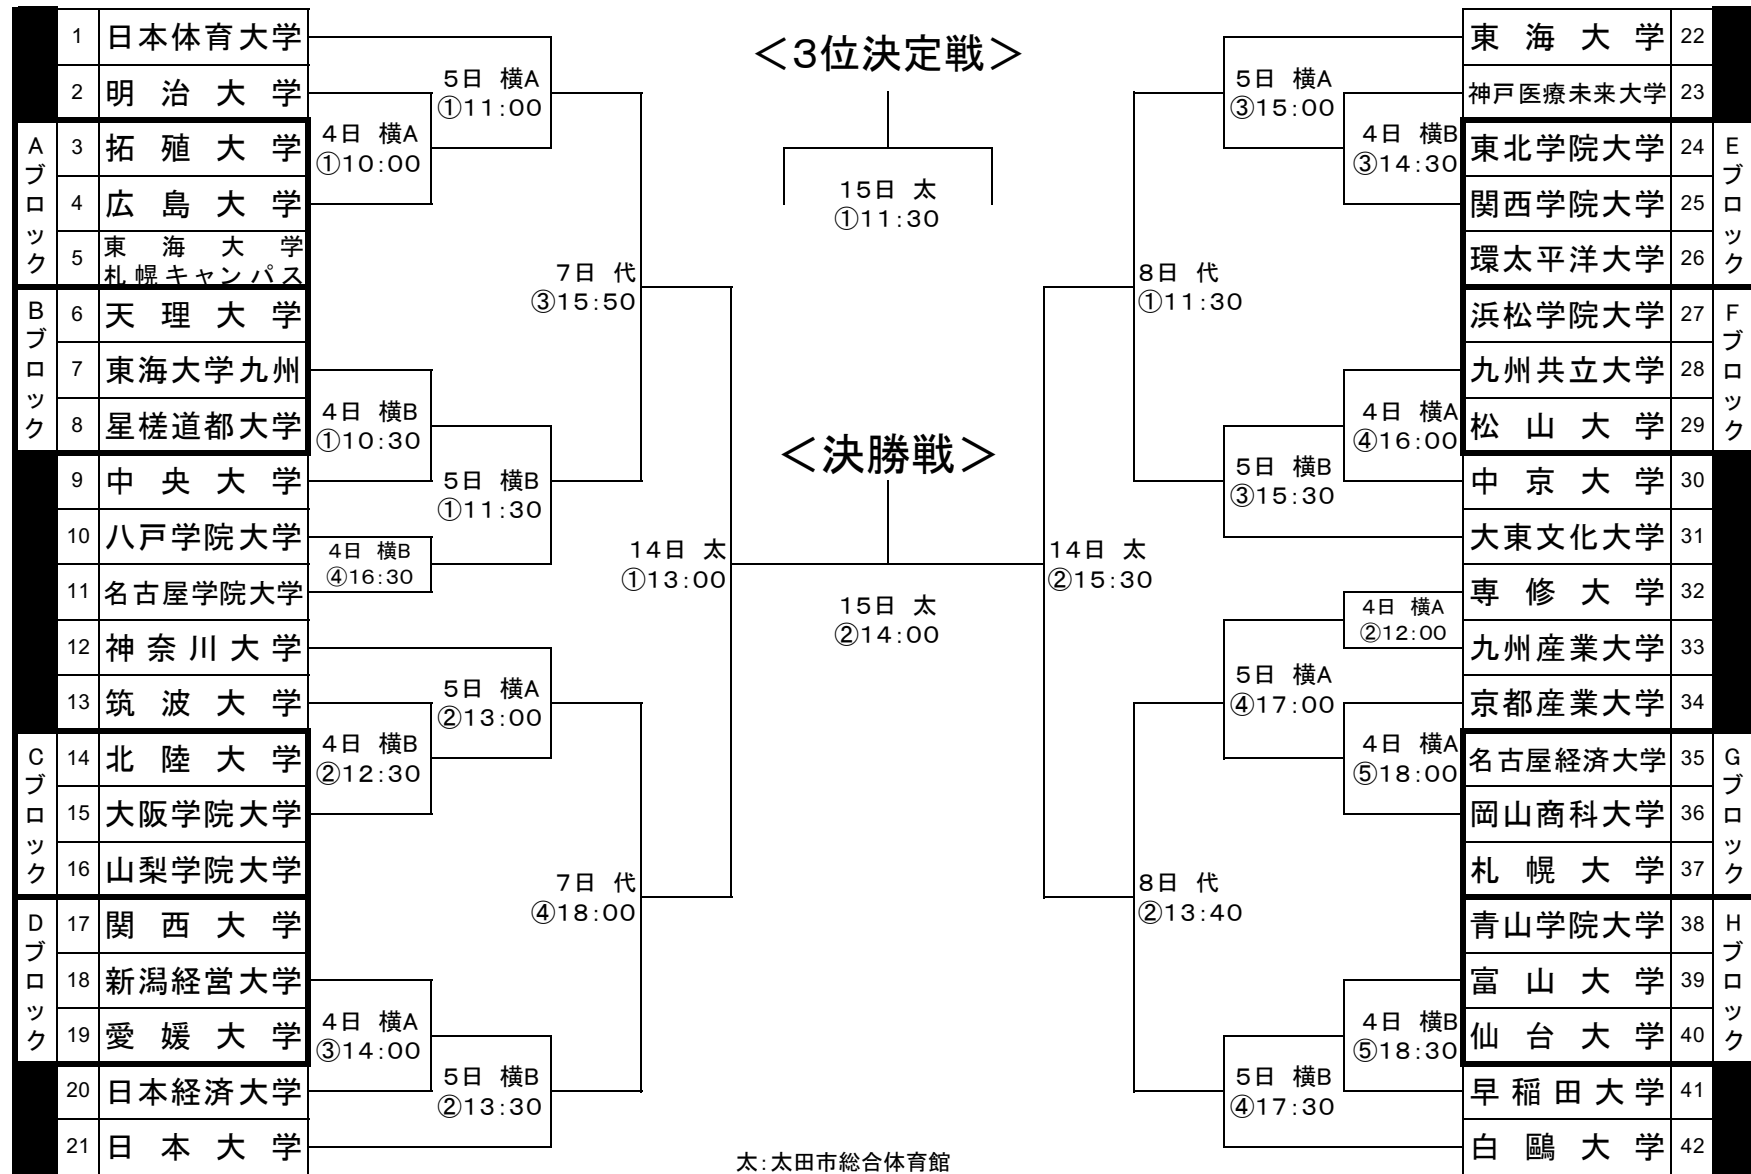 1 日本体育大学
2 明治大学
3 拓殖大学
4 広島大学
5 東海大学
札幌キャンパス
6 天理大学
7 東海大学九州
8 星槎道都大学
9 中央大学
10 八戸学院大学
11 名古屋学院大学
12 神奈川大学
13 筑波大学
14 北陸大学
15 大阪学院大学
16 山梨学院大学
17 関西大学
18 新潟経営大学
19 愛媛大学
20 日本経済大学
21 日本大学
Aブロック
Bブロック
Cブロック
Dブロック
4日 横A
①10:00
4日 横B
①10:30
4日 横B
④16:30
4日 横B
②12:30
4日 横A
③14:00
5日 横A
①11:00
5日 横B
①11:30
5日 横A
②13:00
5日 横B
②13:30
7日 代
③15:50
7日 代
④18:00
14日 太
①13:00
＜3位決定戦＞
15日 太
①11:30
＜決勝戦＞
15日 太
②14:00
太:太田市総合体育館
14日 太
②15:30
8日 代
①11:30
8日 代
②13:40
5日 横A
③15:00
5日 横B
③15:30
5日 横A
④17:00
5日 横B
④17:30
4日 横B
③14:30
4日 横A
④16:00
4日 横A
②12:00
4日 横A
⑤18:00
4日 横B
⑤18:30
東海大学 22
神戸医療未来大学 23
東北学院大学 24
関西学院大学 25
環太平洋大学 26
浜松学院大学 27
九州共立大学 28
松山大学 29
中京大学 30
大東文化大学 31
専修大学 32
九州産業大学 33
京都産業大学 34
名古屋経済大学 35
岡山商科大学 36
札幌大学 37
青山学院大学 38
富山大学 39
仙台大学 40
早稲田大学 41
白鷗大学 42
Eブロック
Fブロック
Gブロック
Hブロック